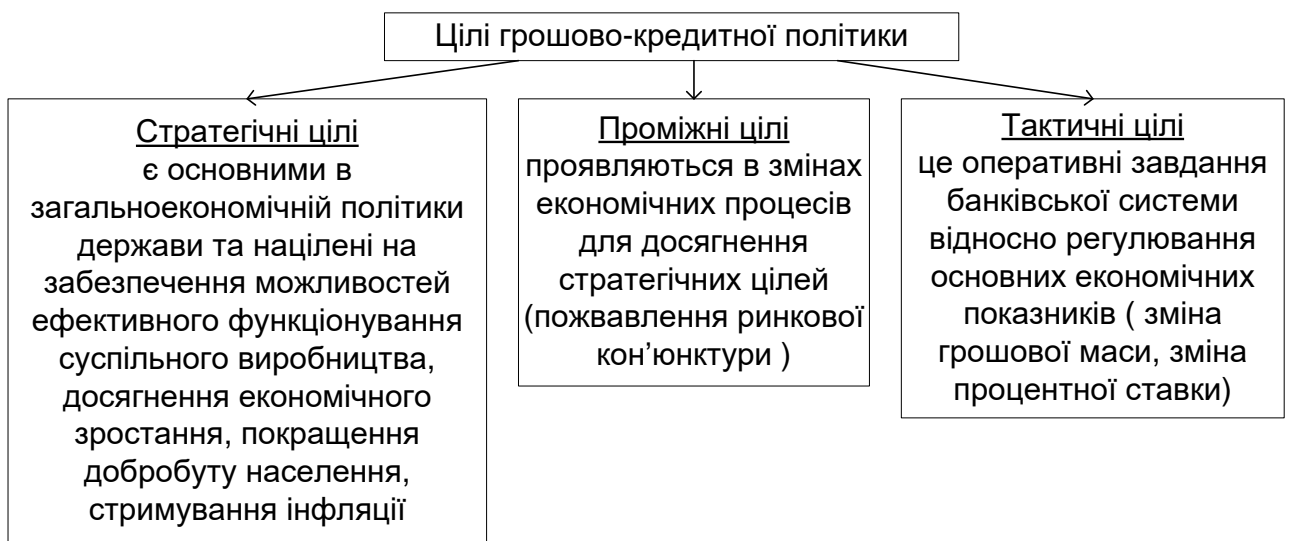 Цілі грошово-кредитної політики
Стратегічні цілі
є основними в
загальноекономічній політики
держави та націлені на
забезпечення можливостей
ефективного функціонування
суспільного виробництва,
досягнення економічного
зростання, покращення
добробуту населення,
стримування інфляції
Проміжні цілі
проявляються в змінах
економічних процесів
для досягнення
стратегічних цілей
(пожвавлення ринкової
кон’юнктури )
Тактичні цілі
це оперативні завдання
банківської системи
відносно регулювання
основних економічних
показників ( зміна
грошової маси, зміна
процентної ставки)